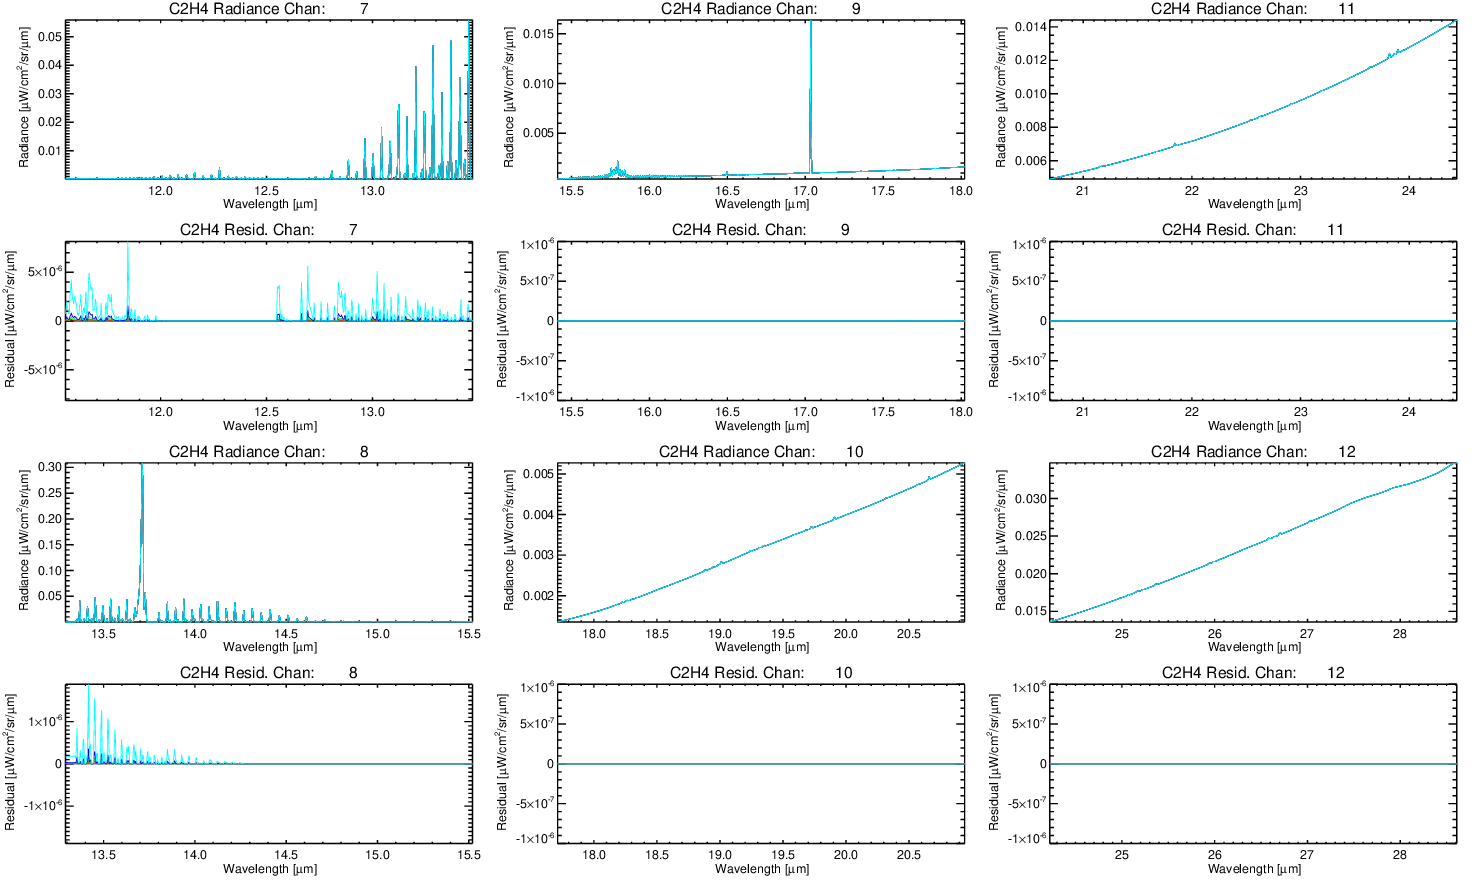 C2H4 Radiance Chan: 7
Radiance [μW/cm²/sr/μm]
0.05
0.04
0.03
0.02
0.01
12.0 12.5 13.0
Wavelength [μm]
C2H4 Radiance Chan: 9
Radiance [μW/cm²/sr/μm]
0.015
0.010
0.005
15.5 16.0 16.5 17.0 17.5 18.0
Wavelength [μm]
C2H4 Radiance Chan: 11
Radiance [μW/cm²/sr/μm]
0.014
0.012
0.010
0.008
0.006
21 22 23 24
Wavelength [μm]
C2H4 Resid. Chan: 7
Residual [μW/cm²/sr/μm]
5×10⁻⁶
0
-5×10⁻⁶
12.0 12.5 13.0
Wavelength [μm]
C2H4 Resid. Chan: 9
Residual [μW/cm²/sr/μm]
1×10⁻⁶
5×10⁻⁷
0
-5×10⁻⁷
-1×10⁻⁶
15.5 16.0 16.5 17.0 17.5 18.0
Wavelength [μm]
C2H4 Resid. Chan: 11
Residual [μW/cm²/sr/μm]
1×10⁻⁶
5×10⁻⁷
0
-5×10⁻⁷
-1×10⁻⁶
21 22 23 24
Wavelength [μm]
C2H4 Radiance Chan: 8
Radiance [μW/cm²/sr/μm]
0.30
0.25
0.20
0.15
0.10
0.05
13.5 14.0 14.5 15.0 15.5
Wavelength [μm]
C2H4 Radiance Chan: 10
Radiance [μW/cm²/sr/μm]
0.005
0.004
0.003
0.002
18.0 18.5 19.0 19.5 20.0 20.5
Wavelength [μm]
C2H4 Radiance Chan: 12
Radiance [μW/cm²/sr/μm]
0.030
0.025
0.020
0.015
25 26 27 28
Wavelength [μm]
C2H4 Resid. Chan: 8
Residual [μW/cm²/sr/μm]
1×10⁻⁶
0
-1×10⁻⁶
13.5 14.0 14.5 15.0 15.5
Wavelength [μm]
C2H4 Resid. Chan: 10
Residual [μW/cm²/sr/μm]
1×10⁻⁶
5×10⁻⁷
0
-5×10⁻⁷
-1×10⁻⁶
18.0 18.5 19.0 19.5 20.0 20.5
Wavelength [μm]
C2H4 Resid. Chan: 12
Residual [μW/cm²/sr/μm]
1×10⁻⁶
5×10⁻⁷
0
-5×10⁻⁷
-1×10⁻⁶
25 26 27 28
Wavelength [μm]